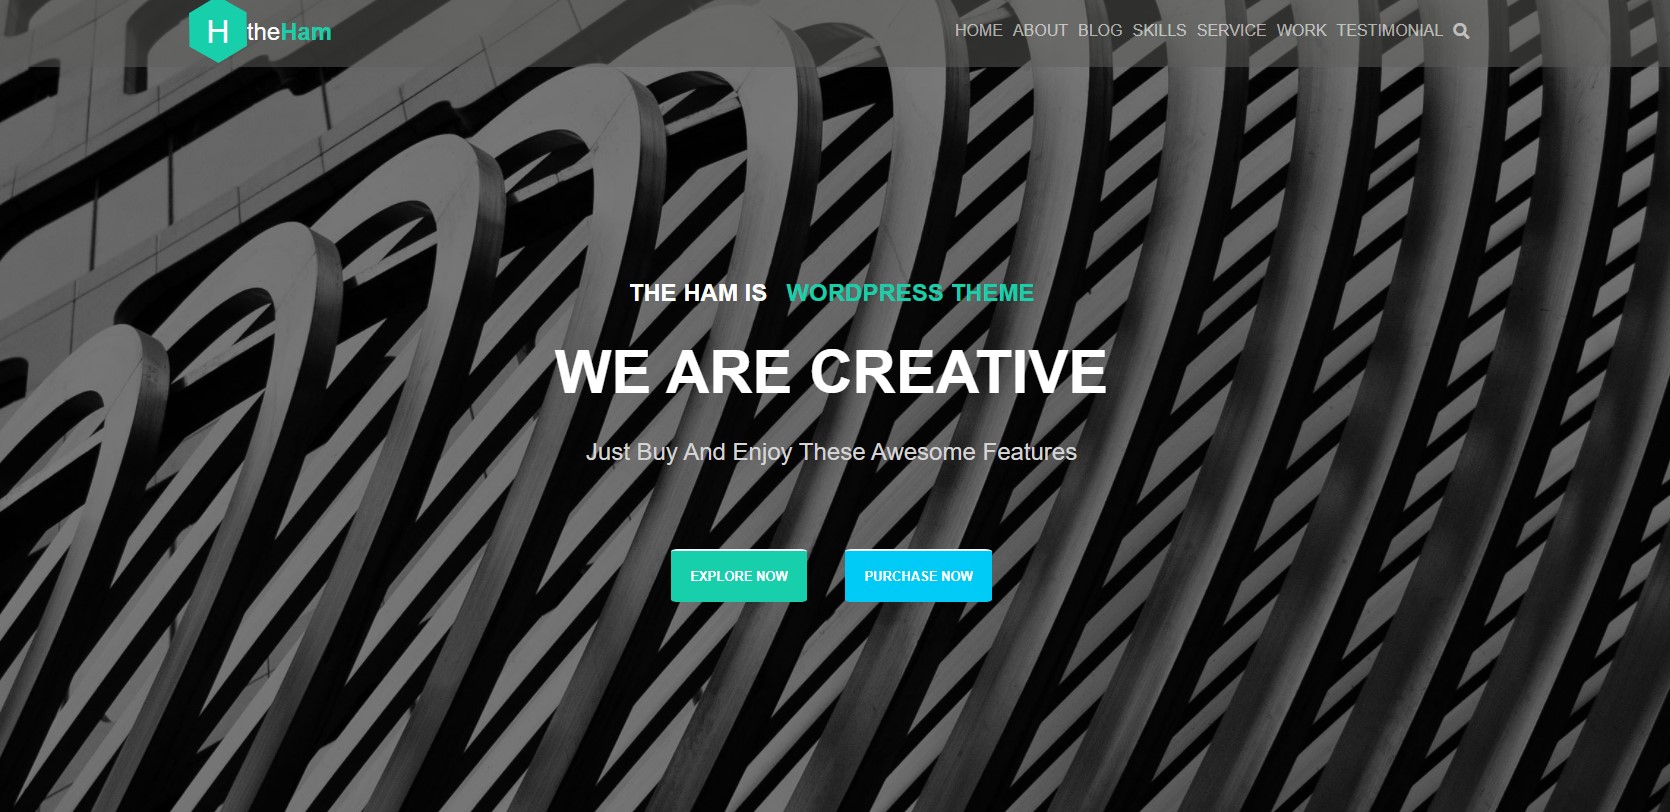 H theHam
HOME ABOUT BLOG SKILLS SERVICE WORK TESTIMONIAL
THE HAM IS WORDPRESS THEME
WE ARE CREATIVE
Just Buy And Enjoy These Awesome Features
EXPLORE NOW
PURCHASE NOW